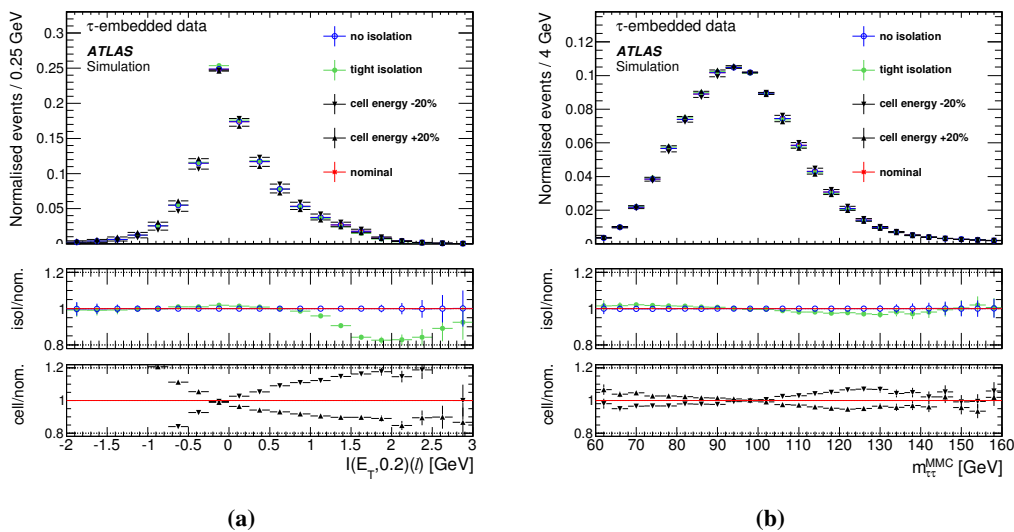 τ-embedded data
ATLAS
Simulation
no isolation
tight isolation
cell energy -20%
cell energy +20%
nominal
Normalised events / 0.25 GeV
0.3
0.25
0.2
0.15
0.1
0.05
0
isol/nom.
1.2
1
0.8
cell/nom.
1.2
1
0.8
-2 -1.5 -1 -0.5 0 0.5 1 1.5 2 2.5 3
I(E_T,0.2)(l) [GeV]
(a)
τ-embedded data
ATLAS
Simulation
no isolation
tight isolation
cell energy -20%
cell energy +20%
nominal
Normalised events / 4 GeV
0.12
0.1
0.08
0.06
0.04
0.02
0
isol/nom.
1.2
1
0.8
cell/nom.
1.2
1
0.8
60 70 80 90 100 110 120 130 140 150 160
m_ττ^MMC [GeV]
(b)